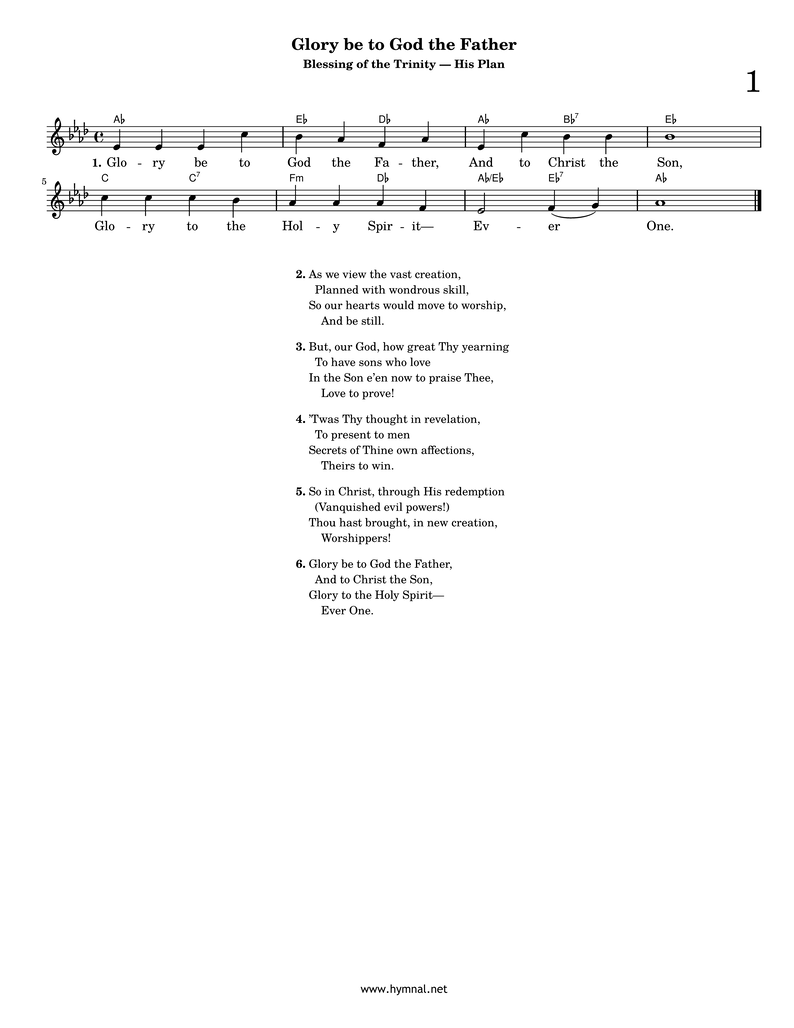 Glory be to God the Father
Blessing of the Trinity — His Plan
1
A♭ E♭ D♭ A♭ B♭7 E♭
1. Glo - ry be to God the Fa - ther, And to Christ the Son,
5
C C7 Fm D♭ A♭/E♭ E♭7 A♭
Glo - ry to the Hol - y Spir - it— Ev - er One.
2. As we view the vast creation,
Planned with wondrous skill,
So our hearts would move to worship,
And be still.
3. But, our God, how great Thy yearning
To have sons who love
In the Son e’en now to praise Thee,
Love to prove!
4. ’Twas Thy thought in revelation,
To present to men
Secrets of Thine own affections,
Theirs to win.
5. So in Christ, through His redemption
(Vanquished evil powers!)
Thou hast brought, in new creation,
Worshippers!
6. Glory be to God the Father,
And to Christ the Son,
Glory to the Holy Spirit—
Ever One.
www.hymnal.net